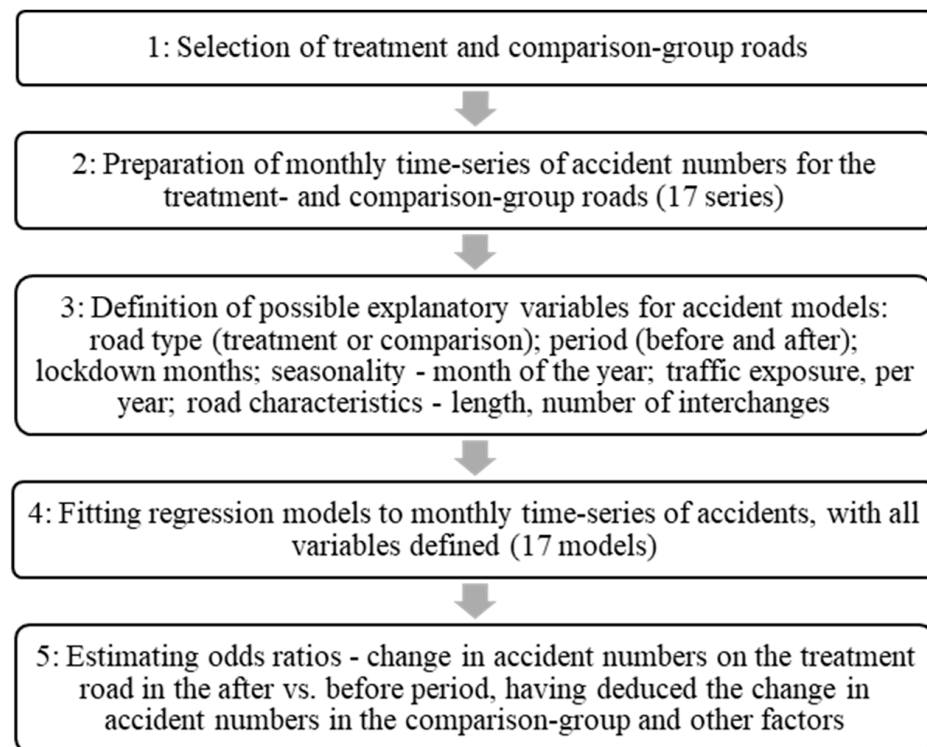 1: Selection of treatment and comparison-group roads
2: Preparation of monthly time-series of accident numbers for the
treatment- and comparison-group roads (17 series)
3: Definition of possible explanatory variables for accident models:
road type (treatment or comparison); period (before and after);
lockdown months; seasonality - month of the year; traffic exposure, per
year; road characteristics - length, number of interchanges
4: Fitting regression models to monthly time-series of accidents, with all
variables defined (17 models)
5: Estimating odds ratios - change in accident numbers on the treatment
road in the after vs. before period, having deduced the change in
accident numbers in the comparison-group and other factors